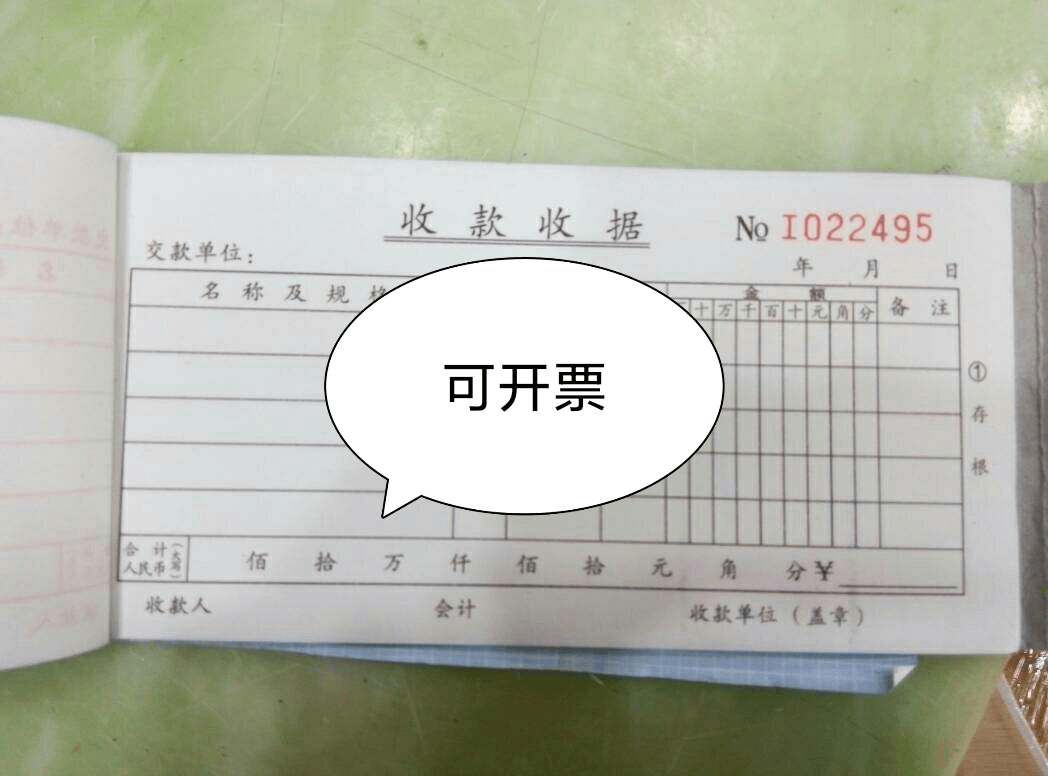 收款收据
No I022495
交款单位：
年 月 日
名称及规格
金额
备注
十万千百十元角分
可开票
①存根
合计人民币（大写）
佰 拾 万 仟 佰 拾 元 角 分￥
收款人 会计 收款单位（盖章）